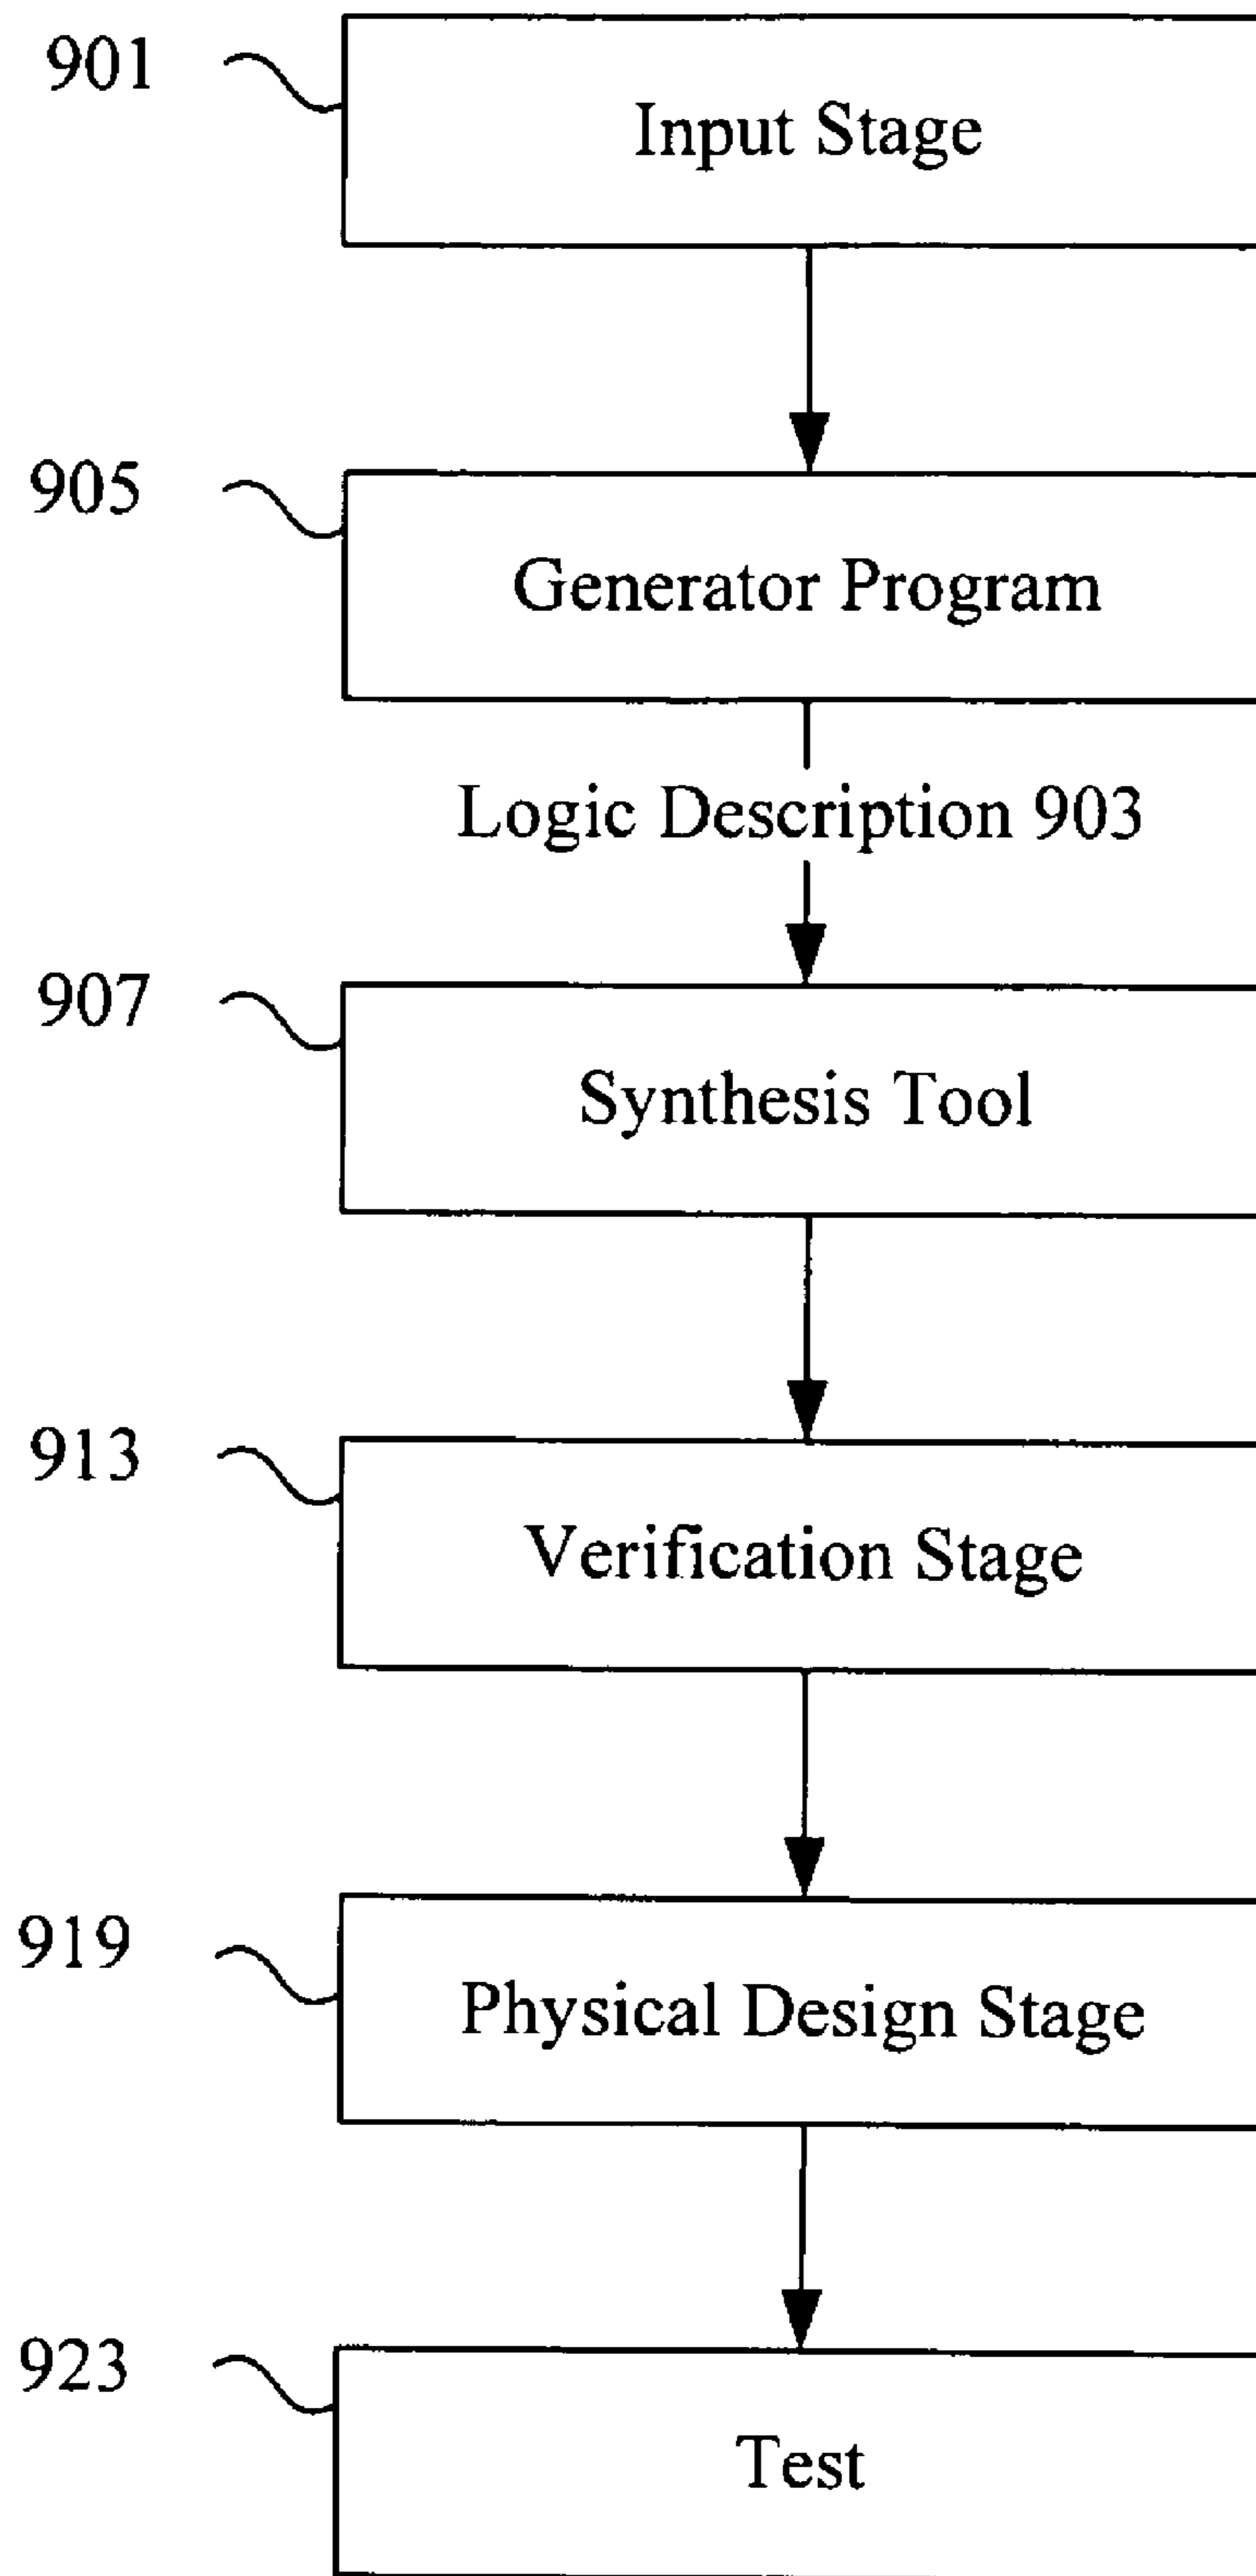 901
Input Stage
905
Generator Program
Logic Description 903
907
Synthesis Tool
913
Verification Stage
919
Physical Design Stage
923
Test